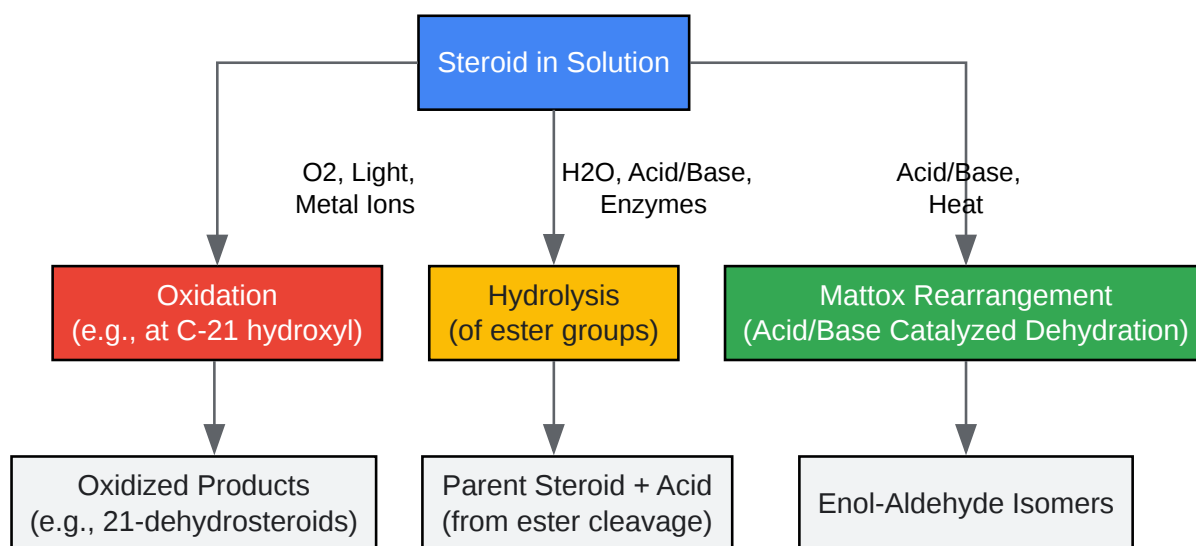 Steroid in Solution
O2, Light,
Metal Ions
H2O, Acid/Base,
Enzymes
Acid/Base,
Heat
Oxidation
(e.g., at C-21 hydroxyl)
Hydrolysis
(of ester groups)
Mattox Rearrangement
(Acid/Base Catalyzed Dehydration)
Oxidized Products
(e.g., 21-dehydrosteroids)
Parent Steroid + Acid
(from ester cleavage)
Enol-Aldehyde Isomers